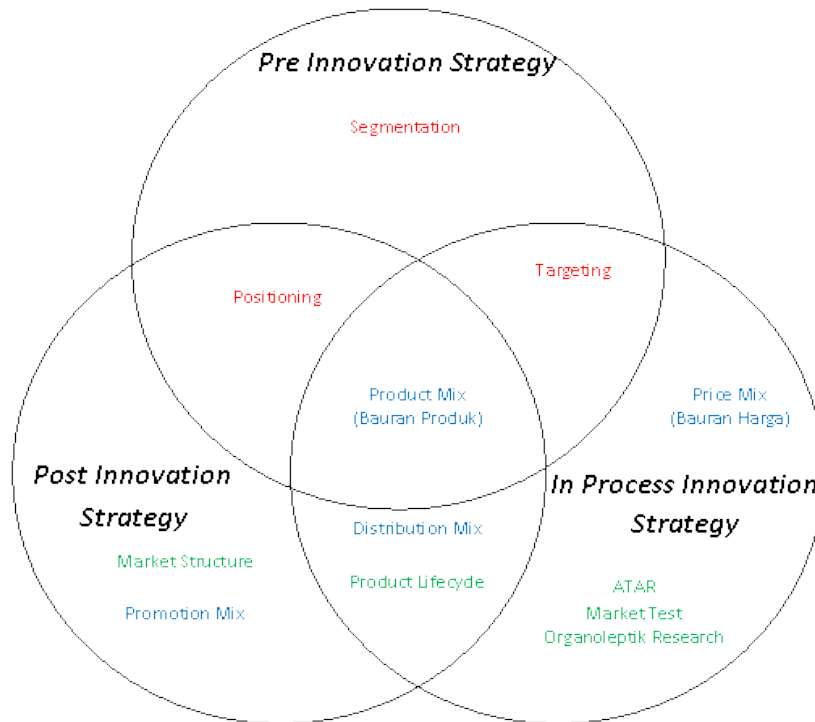 Pre Innovation Strategy
Segmentation
Targeting
Positioning
Product Mix
(Bauran Produk)
Price Mix
(Bauran Harga)
Post Innovation
Strategy
In Process Innovation
Strategy
Distribution Mix
Market Structure
Product Lifecyde
Promotion Mix
ATAR
Market Test
Organoleptik Research